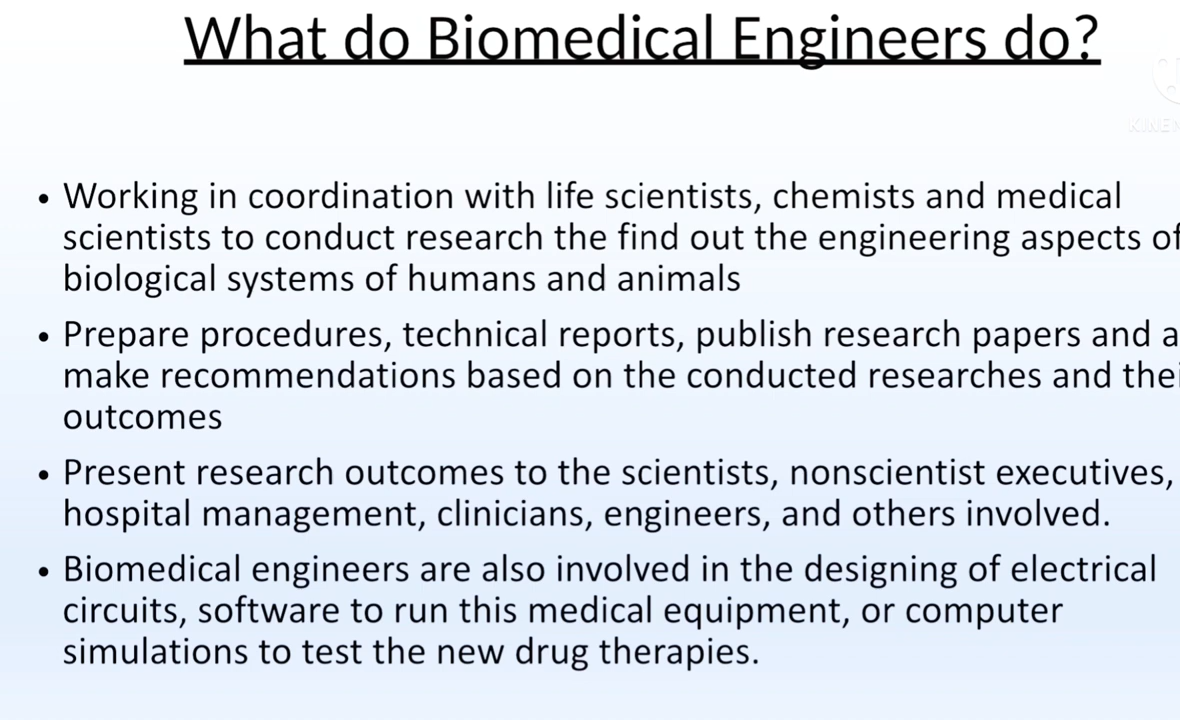 What do Biomedical Engineers do?
• Working in coordination with life scientists, chemists and medical
scientists to conduct research the find out the engineering aspects of
biological systems of humans and animals
• Prepare procedures, technical reports, publish research papers and a
make recommendations based on the conducted researches and thei
outcomes
• Present research outcomes to the scientists, nonscientist executives,
hospital management, clinicians, engineers, and others involved.
• Biomedical engineers are also involved in the designing of electrical
circuits, software to run this medical equipment, or computer
simulations to test the new drug therapies.